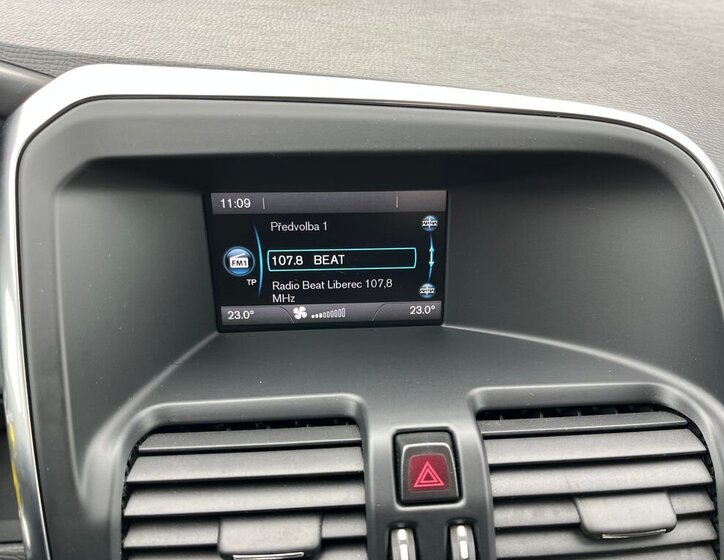 11:09
Předvolba 1
FM1
107.8 BEAT
TP
Radio Beat Liberec 107,8
MHz
23.0°
23.0°